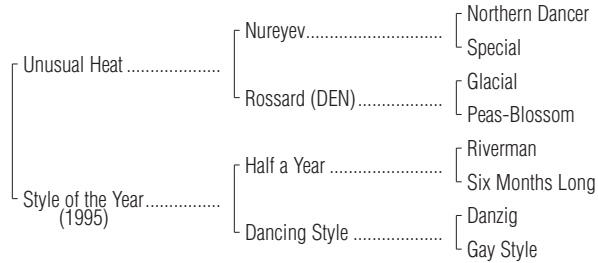 Northern Dancer
Nureyev
Special
Unusual Heat
Glacial
Rossard (DEN)
Peas-Blossom
Riverman
Half a Year
Six Months Long
Style of the Year
(1995)
Danzig
Dancing Style
Gay Style